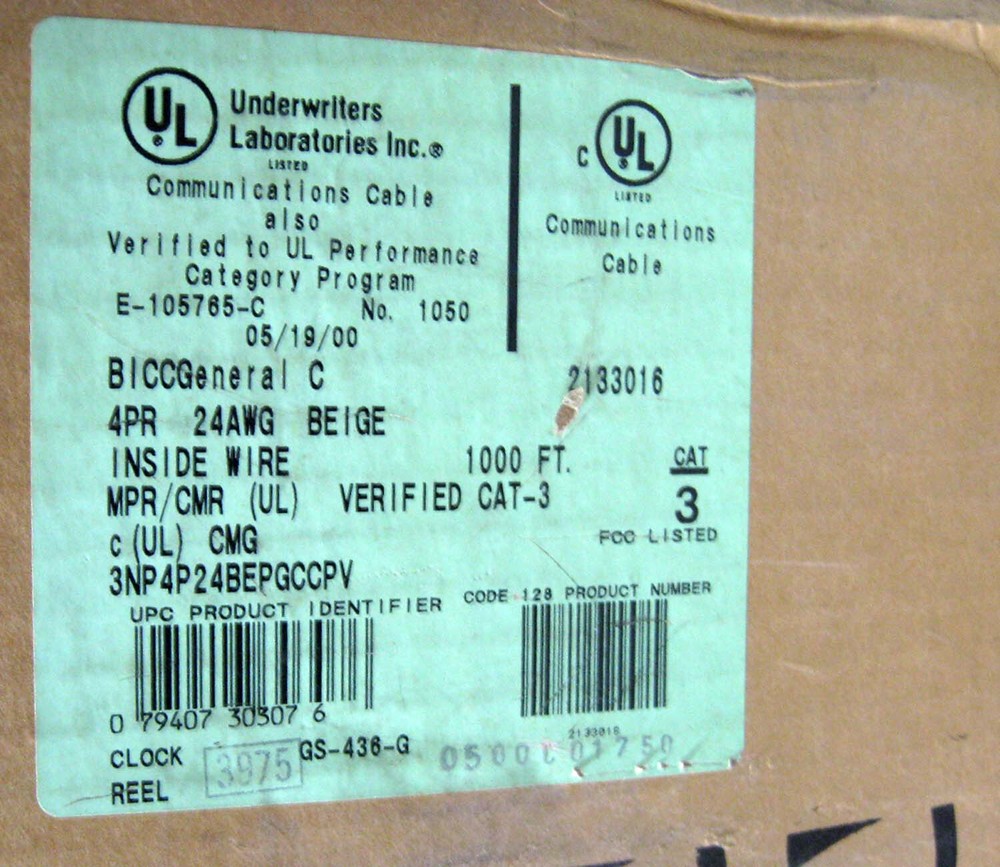 UL Underwriters
Laboratories Inc.®
LISTED
Communications Cable
also
Verified to UL Performance
Category Program
E-105765-C No. 1050
05/19/00
C UL
LISTED
Communications
Cable
BICCGeneral C 2133016
4PR 24AWG BEIGE
INSIDE WIRE 1000 FT. CAT
MPR/CMR (UL) VERIFIED CAT-3 3
c(UL) CMG FCC LISTED
3NP4P24BEPGCCPV
UPC PRODUCT IDENTIFIER CODE 128 PRODUCT NUMBER
0 79407 30307 6
2133016
CLOCK 3975 GS-436-G
REEL